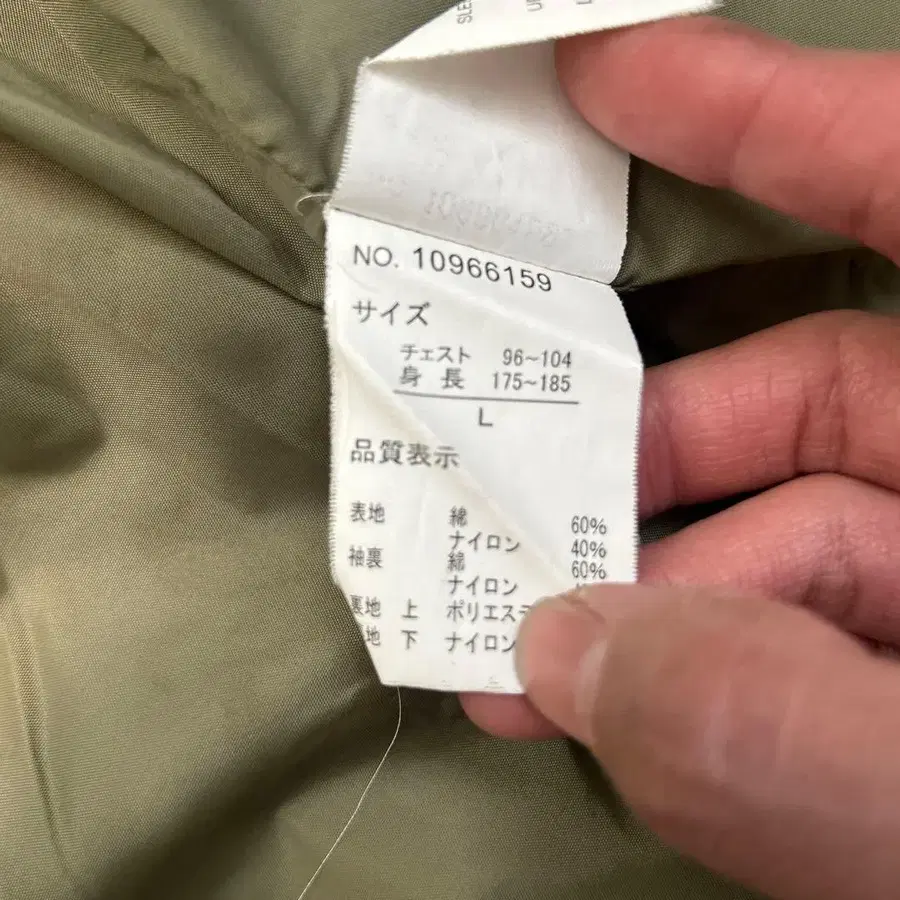 NO. 10966159
サイズ
チェスト 96~104
身長 175~185
L
品質表示
表地 綿 60%
ナイロン 40%
袖裏 綿 60%
ナイロン
裏地 上 ポリエステ
地 下 ナイロン